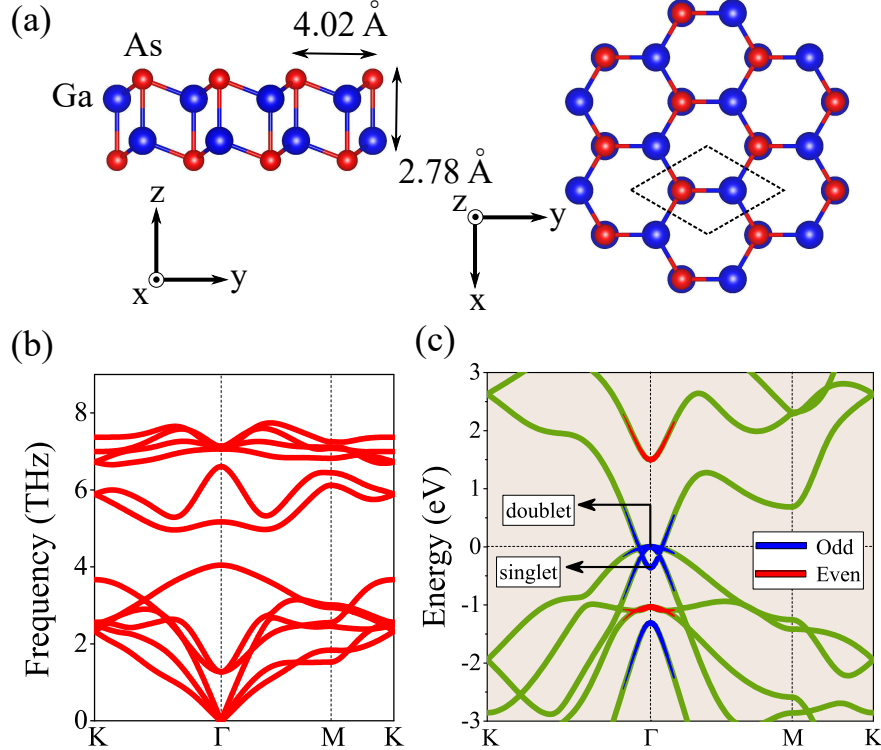 (a)
As
4.02 Å
Ga
2.78 Å
z
x
y
z
y
x
(b)
Frequency (THz)
8
6
4
2
0
K
Γ
M
K
(c)
Energy (eV)
3
2
1
0
-1
-2
-3
doublet
singlet
Odd
Even
K
Γ
M
K